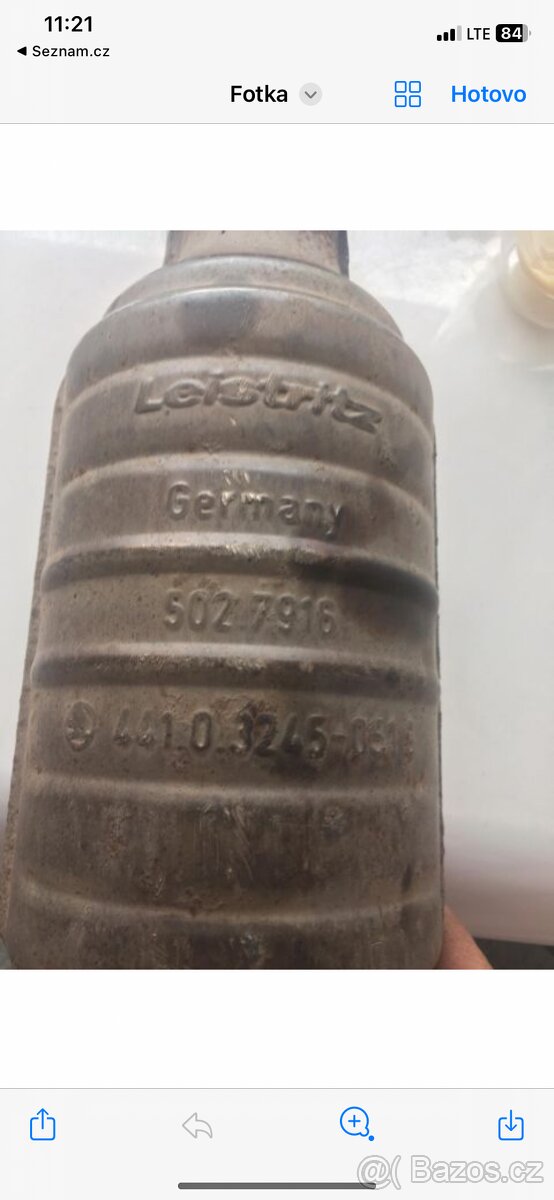 11:21
LTE 84
Seznam.cz
Fotka
Hotovo
Leistritz
Germany
502 7916
@( Bazos.cz